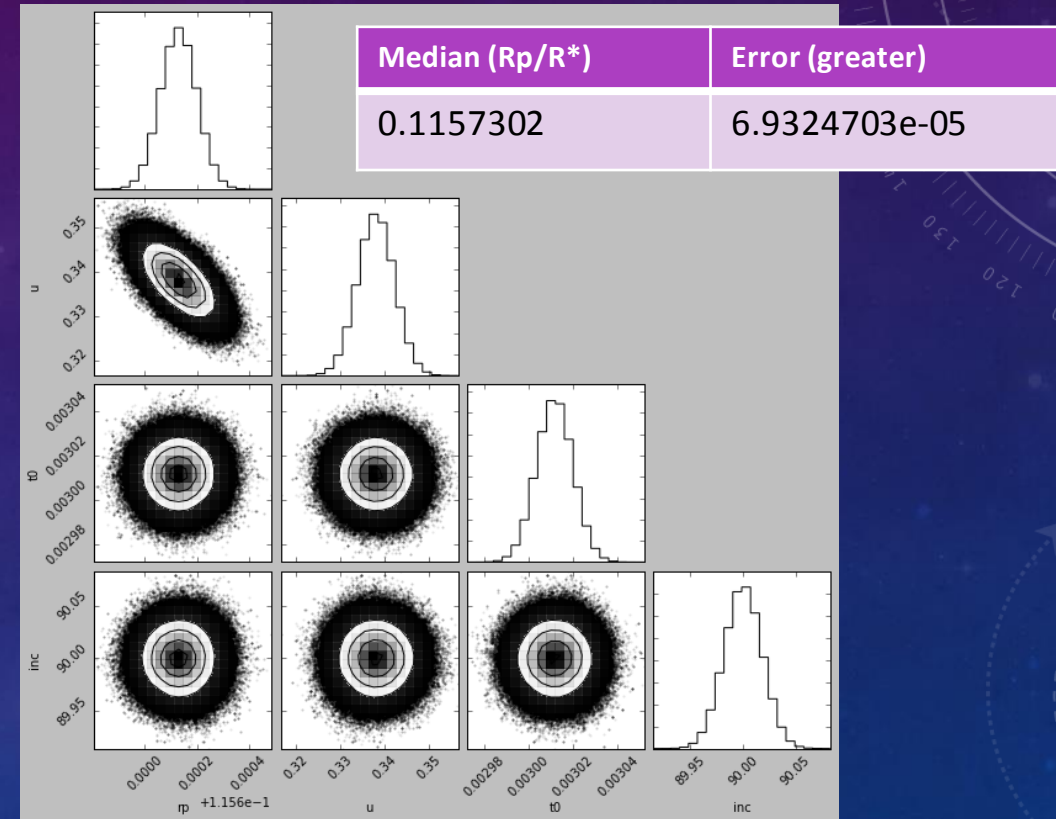 Median (Rp/R*) Error (greater)
0.1157302 6.9324703e-05
130
120
0.35
0.34
0.33
0.32
u
0.00304
0.00302
0.00300
0.00298
t0
90.05
90.00
89.95
inc
0.0000 0.0002 0.0004 0.32 0.33 0.34 0.35 0.00298 0.00300 0.00302 0.00304 89.95 90.00 90.05
rp +1.156e−1 u t0 inc